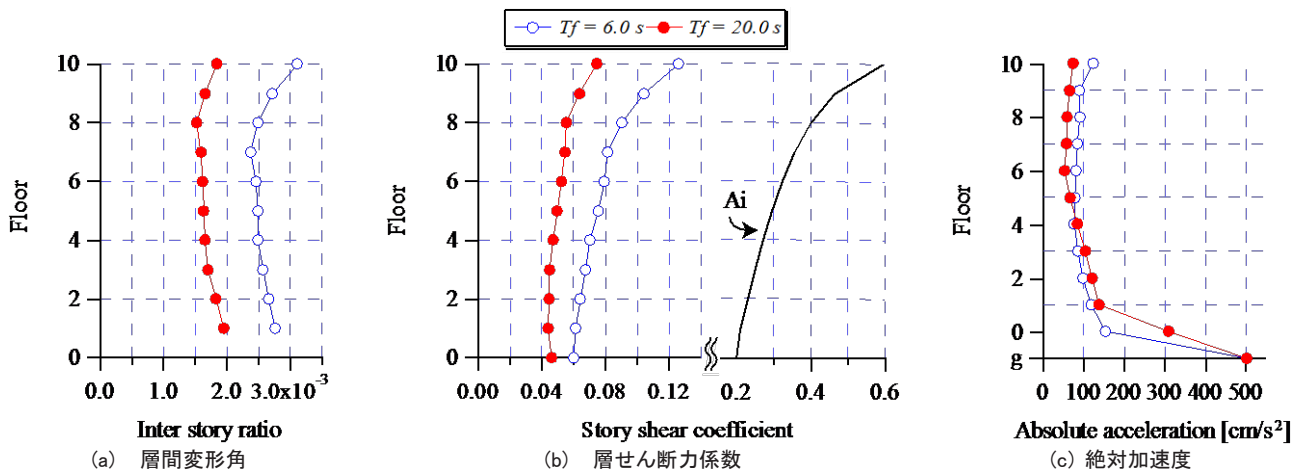 Tf = 6.0 s Tf = 20.0 s
10
8
6
4
2
0
Floor
0.0 1.0 2.0 3.0x10⁻³
Inter story ratio
(a) 層間変形角
10
8
6
4
2
0
Floor
Ai
0.00 0.04 0.08 0.12 0.2 0.4 0.6
Story shear coefficient
(b) 層せん断力係数
10
8
6
4
2
0
g
Floor
0 100 200 300 400 500
Absolute acceleration [cm/s²]
(c) 絶対加速度